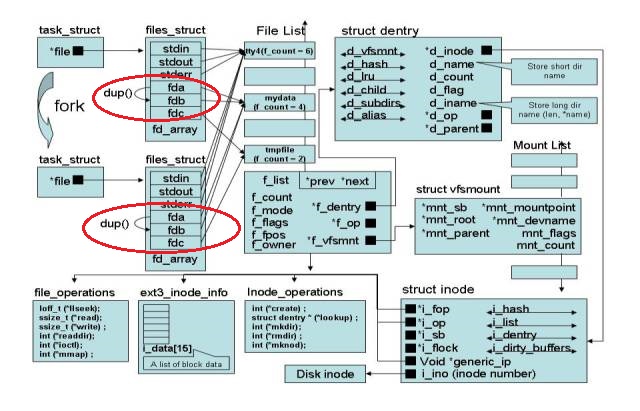 task_struct
*file
files_struct
stdin
stdout
stderr
fda
fdb
fdc
fd_array
dup()
fork
task_struct
*file
files_struct
stdin
stdout
stderr
fda
fdb
fdc
fd_array
dup()
File List
tty4(f_count = 6)
mydata
(f_count = 4)
tmpfile
(f_count = 2)
f_list *prev *next
f_count
f_mode
f_flags
f_fpos
f_owner
*f_dentry
*f_op
*f_vfsmnt
struct dentry
d_vfsmnt *d_inode
d_hash d_name
d_lru d_count
d_child d_flag
d_subdirs d_iname
d_alias *d_op
*d_parent
Store short dir
name
Store long dir
name (len, *name)
Mount List
struct vfsmount
*mnt_sb *mnt_mountpoint
*mnt_root *mnt_devname
*mnt_parent mnt_flags
mnt_count
file_operations
loff_t (*llseek);
ssize_t (*read);
ssize_t (*write) ;
int (*readdir);
int (*ioctl);
int (*mmap) ;
ext3_inode_info
i_data[15]
A list of block data
Inode_operations
int (*create) ;
struct dentry * (*lookup) ;
int (*mkdir);
int (*rmdir) ;
int (*mknod);
struct inode
*i_fop i_hash
*i_op i_list
*i_sb i_dentry
*i_flock i_dirty_buffers
Void *generic_ip
i_ino (inode number)
Disk inode